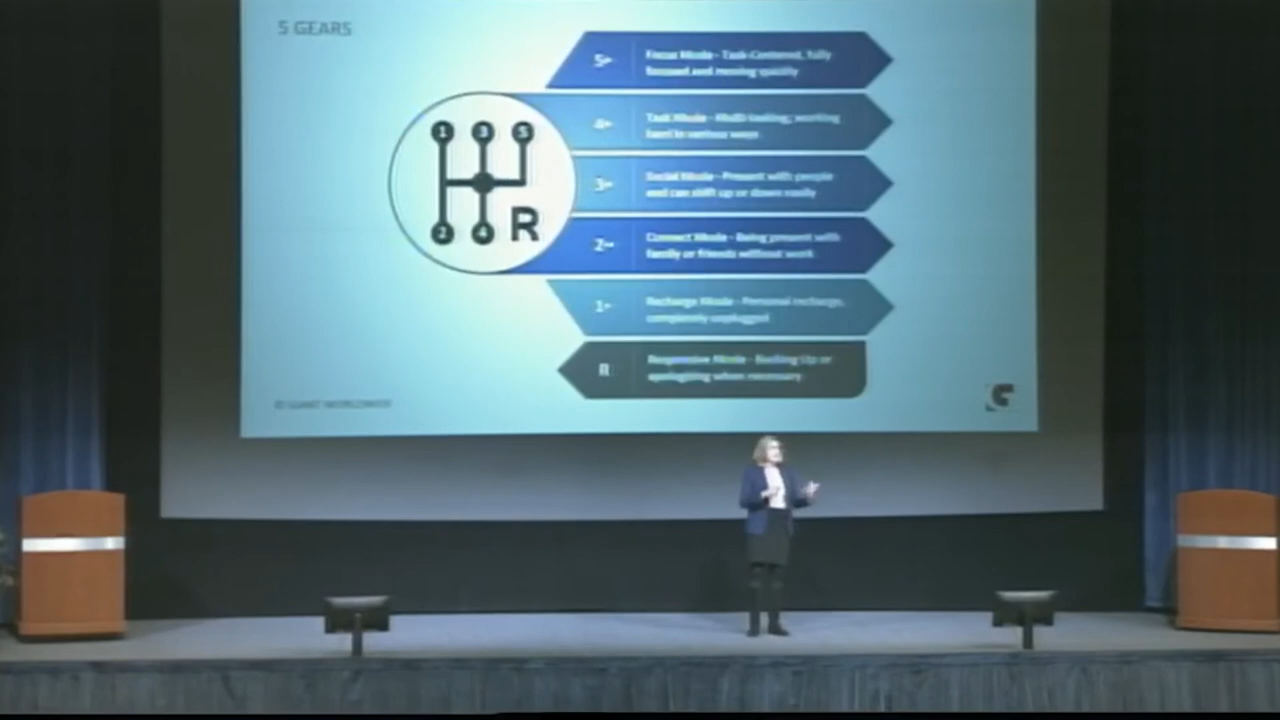 5 GEARS
1 3 5
2 4 R
5-
Focus Mode - Task-Centered, fully
focused and moving quickly
4-
Task Mode - Multi-tasking; working
hard in various ways
3-
Social Mode - Present with people
and can shift up or down easily
2-
Connect Mode - Being present with
family or friends without work
1-
Recharge Mode - Personal recharge,
completely unplugged
R
Responsive Mode - Backing Up or
apologizing when necessary
© GIANT WORLDWIDE